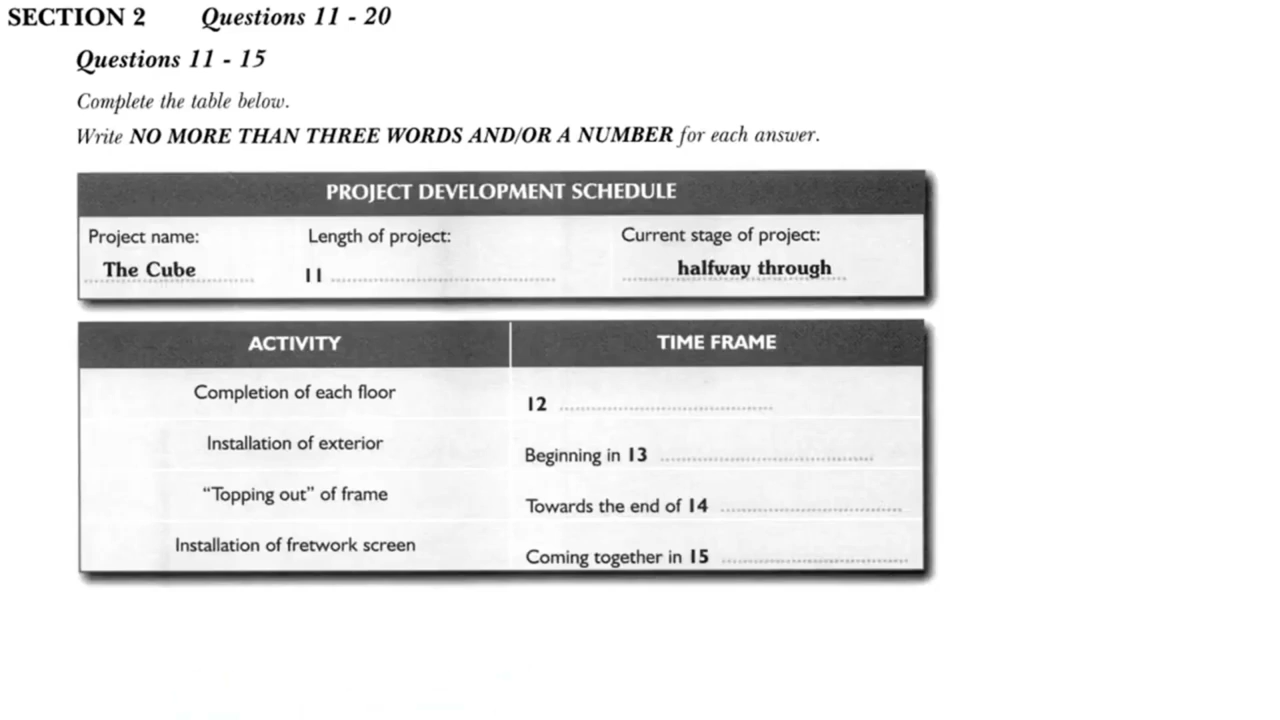 SECTION 2 Questions 11 - 20
Questions 11 - 15
Complete the table below.
Write NO MORE THAN THREE WORDS AND/OR A NUMBER for each answer.
PROJECT DEVELOPMENT SCHEDULE
Project name: Length of project: Current stage of project:
The Cube 11 halfway through
ACTIVITY TIME FRAME
Completion of each floor 12
Installation of exterior Beginning in 13
“Topping out” of frame Towards the end of 14
Installation of fretwork screen Coming together in 15